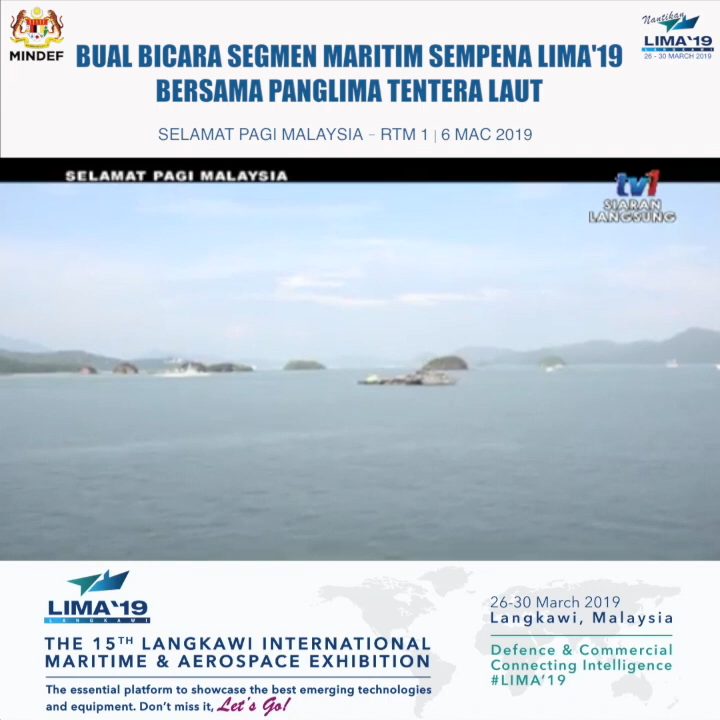 MINDEF
BUAL BICARA SEGMEN MARITIM SEMPENA LIMA'19
BERSAMA PANGLIMA TENTERA LAUT
Nantikan
LIMA'19
LANGKAWI
26 - 30 MARCH 2019
SELAMAT PAGI MALAYSIA - RTM 1 | 6 MAC 2019
SELAMAT PAGI MALAYSIA
tv1
SIARAN
LANGSUNG
LIMA'19
LANGKAWI
THE 15TH LANGKAWI INTERNATIONAL
MARITIME & AEROSPACE EXHIBITION
The essential platform to showcase the best emerging technologies
and equipment. Don't miss it, Let's Go!
26-30 March 2019
Langkawi, Malaysia
Defence & Commercial
Connecting Intelligence
#LIMA'19